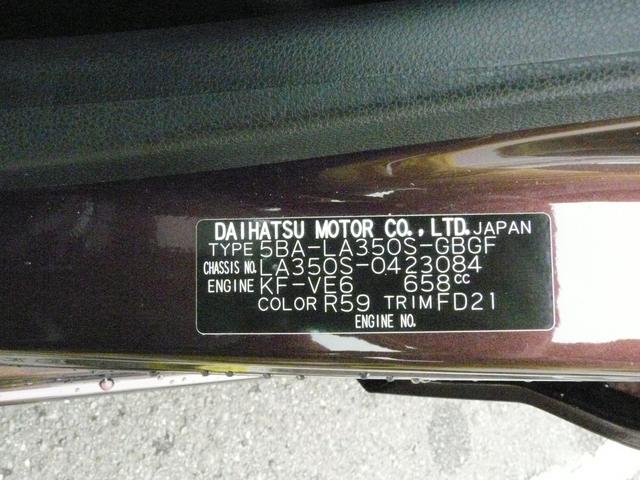 DAIHATSU MOTOR CO., LTD. JAPAN
TYPE 5BA-LA350S-GBGF
CHASSIS NO. LA350S-0423084
ENGINE KF-VE6 658cc
COLOR R59 TRIM FD21
ENGINE NO.